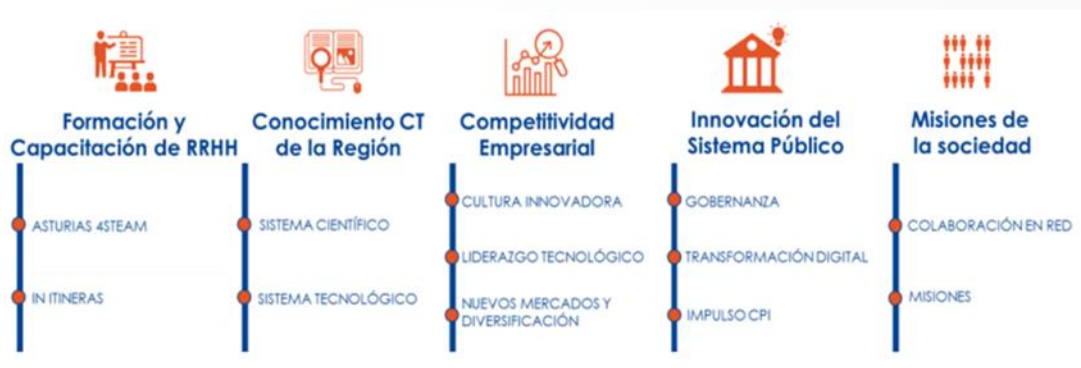 Formación y
Capacitación de RRHH
ASTURIAS 4STEAM
IN ITINERAS
Conocimiento CT
de la Región
SISTEMA CIENTÍFICO
SISTEMA TECNOLÓGICO
Competitividad
Empresarial
CULTURA INNOVADORA
LIDERAZGO TECNOLÓGICO
NUEVOS MERCADOS Y
DIVERSIFICACIÓN
Innovación del
Sistema Público
GOBERNANZA
TRANSFORMACIÓN DIGITAL
IMPULSO CPI
Misiones de
la sociedad
COLABORACIÓN EN RED
MISIONES